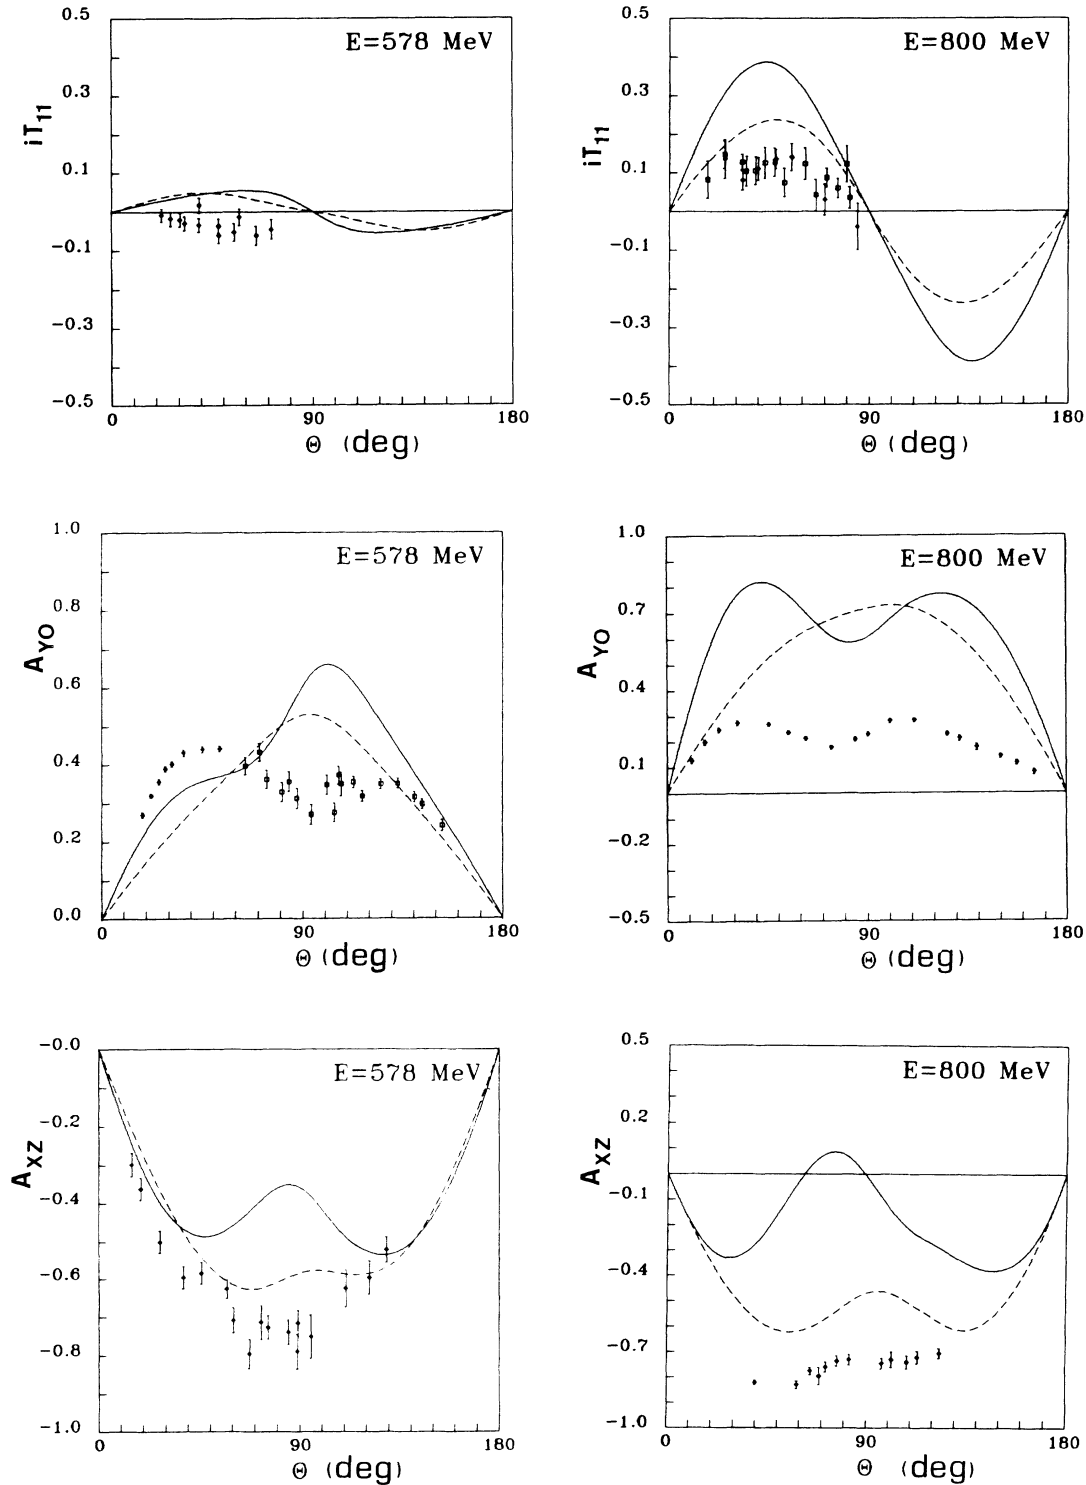 0.5
E=578 MeV
0.3
iT11
0.1
-0.1
-0.3
-0.5
0 90 180
Θ (deg)
0.5
E=800 MeV
0.3
iT11
0.1
-0.1
-0.3
-0.5
0 90 180
Θ (deg)
1.0
E=578 MeV
0.8
AYO
0.6
0.4
0.2
0.0
0 90 180
Θ (deg)
1.0
E=800 MeV
0.7
AYO
0.4
0.1
-0.2
-0.5
0 90 180
Θ (deg)
-0.0
E=578 MeV
-0.2
AXZ
-0.4
-0.6
-0.8
-1.0
0 90 180
Θ (deg)
0.5
E=800 MeV
0.2
AXZ
-0.1
-0.4
-0.7
-1.0
0 90 180
Θ (deg)